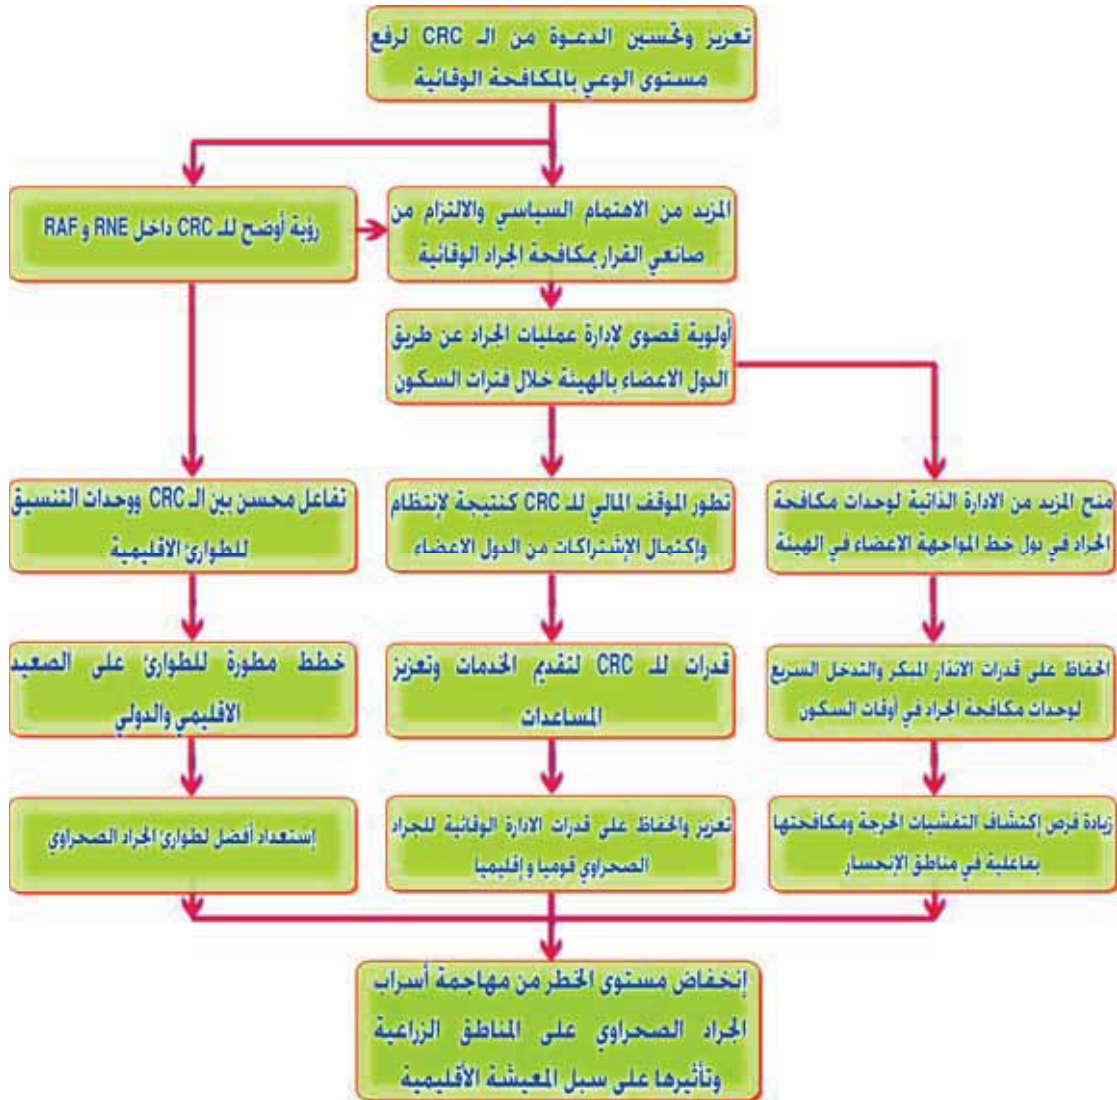 تعزيز وتحسين الدعوة من الـ CRC لرفع
مستوى الوعي بالمكافحة الوقائية
المزيد من الاهتمام السياسي والالتزام من
صانعي القرار بمكافحة الجراد الوقائية
رؤية أوضح للـ CRC داخل RNE و RAF
أولوية قصوى لإدارة عمليات الجراد عن طريق
الدول الاعضاء بالهيئة خلال فترات السكون
منح المزيد من الادارة الذاتية لوحدات مكافحة
الجراد في دول خط المواجهة الاعضاء في الهيئة
تطور الموقف المالي للـ CRC كنتيجة لإنتظام
وإكتمال الإشتراكات من الدول الاعضاء
تفاعل محسن بين الـ CRC ووحدات التنسيق
للطوارئ الاقليمية
الحفاظ على قدرات الانذار المبكر والتدخل السريع
لوحدات مكافحة الجراد في أوقات السكون
قدرات للـ CRC لتقديم الخدمات وتعزيز
المساعدات
خطط مطورة للطوارئ على الصعيد
الاقليمي والدولي
زيادة فرص إكتشاف التفشيات الحرجة ومكافحتها
بفاعلية في مناطق الإنحسار
تعزيز والحفاظ على قدرات الادارة الوقائية للجراد
الصحراوي قوميا و إقليميا
إستعداد أفضل لطوارئ الجراد الصحراوي
إنخفاض مستوى الخطر من مهاجمة أسراب
الجراد الصحراوي على المناطق الزراعية
وتأثيرها على سبل المعيشة الأقليمية